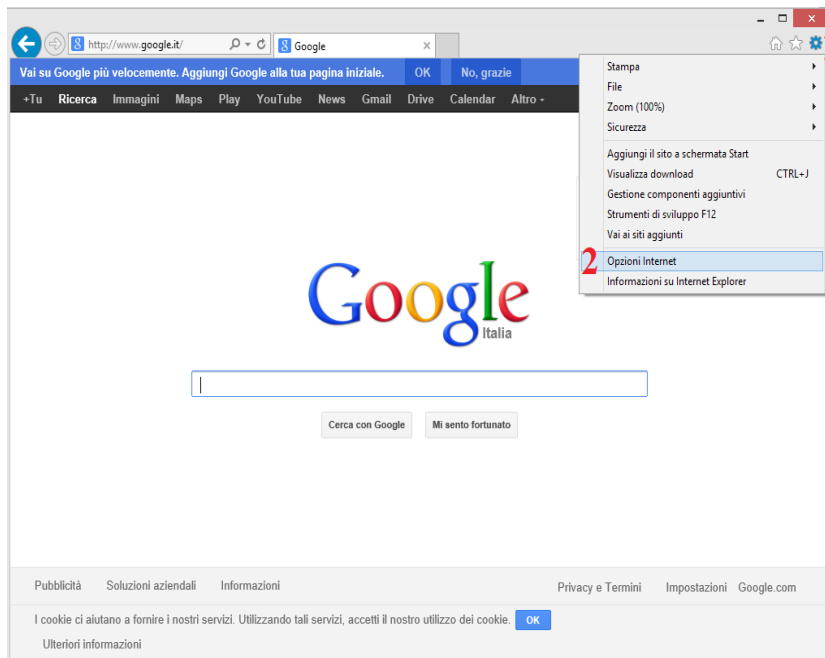 http://www.google.it/
Google
Vai su Google più velocemente. Aggiungi Google alla tua pagina iniziale. OK No, grazie
+Tu Ricerca Immagini Maps Play YouTube News Gmail Drive Calendar Altro
Stampa
File
Zoom (100%)
Sicurezza
Aggiungi il sito a schermata Start
Visualizza download CTRL+J
Gestione componenti aggiuntivi
Strumenti di sviluppo F12
Vai ai siti aggiunti
2 Opzioni Internet
Informazioni su Internet Explorer
Google
Italia
Cerca con Google Mi sento fortunato
Pubblicità Soluzioni aziendali Informazioni Privacy e Termini Impostazioni Google.com
I cookie ci aiutano a fornire i nostri servizi. Utilizzando tali servizi, accetti il nostro utilizzo dei cookie. OK
Ulteriori informazioni